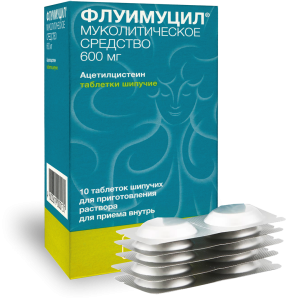 ФЛУИМУЦИЛ®
МУКОЛИТИЧЕСКОЕ
СРЕДСТВО
600 МГ
Ацетилцистеин
таблетки шипучие
10 таблеток шипучих
для приготовления
раствора
для приема внутрь